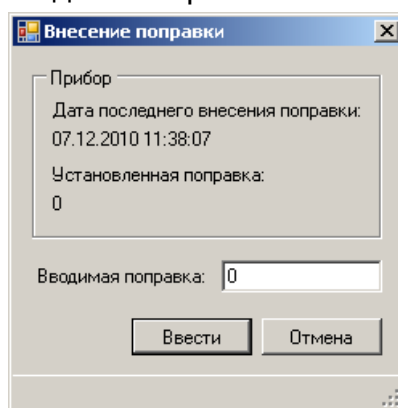 Внесение поправки
Прибор
Дата последнего внесения поправки:
07.12.2010 11:38:07
Установленная поправка:
0
Вводимая поправка: 0
Ввести Отмена